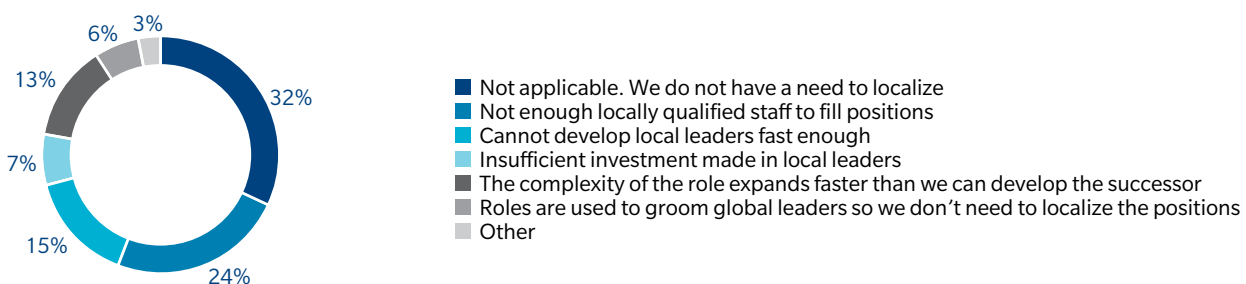 3%
6%
13%
32%
7%
15%
24%
Not applicable. We do not have a need to localize
Not enough locally qualified staff to fill positions
Cannot develop local leaders fast enough
Insufficient investment made in local leaders
The complexity of the role expands faster than we can develop the successor
Roles are used to groom global leaders so we don’t need to localize the positions
Other